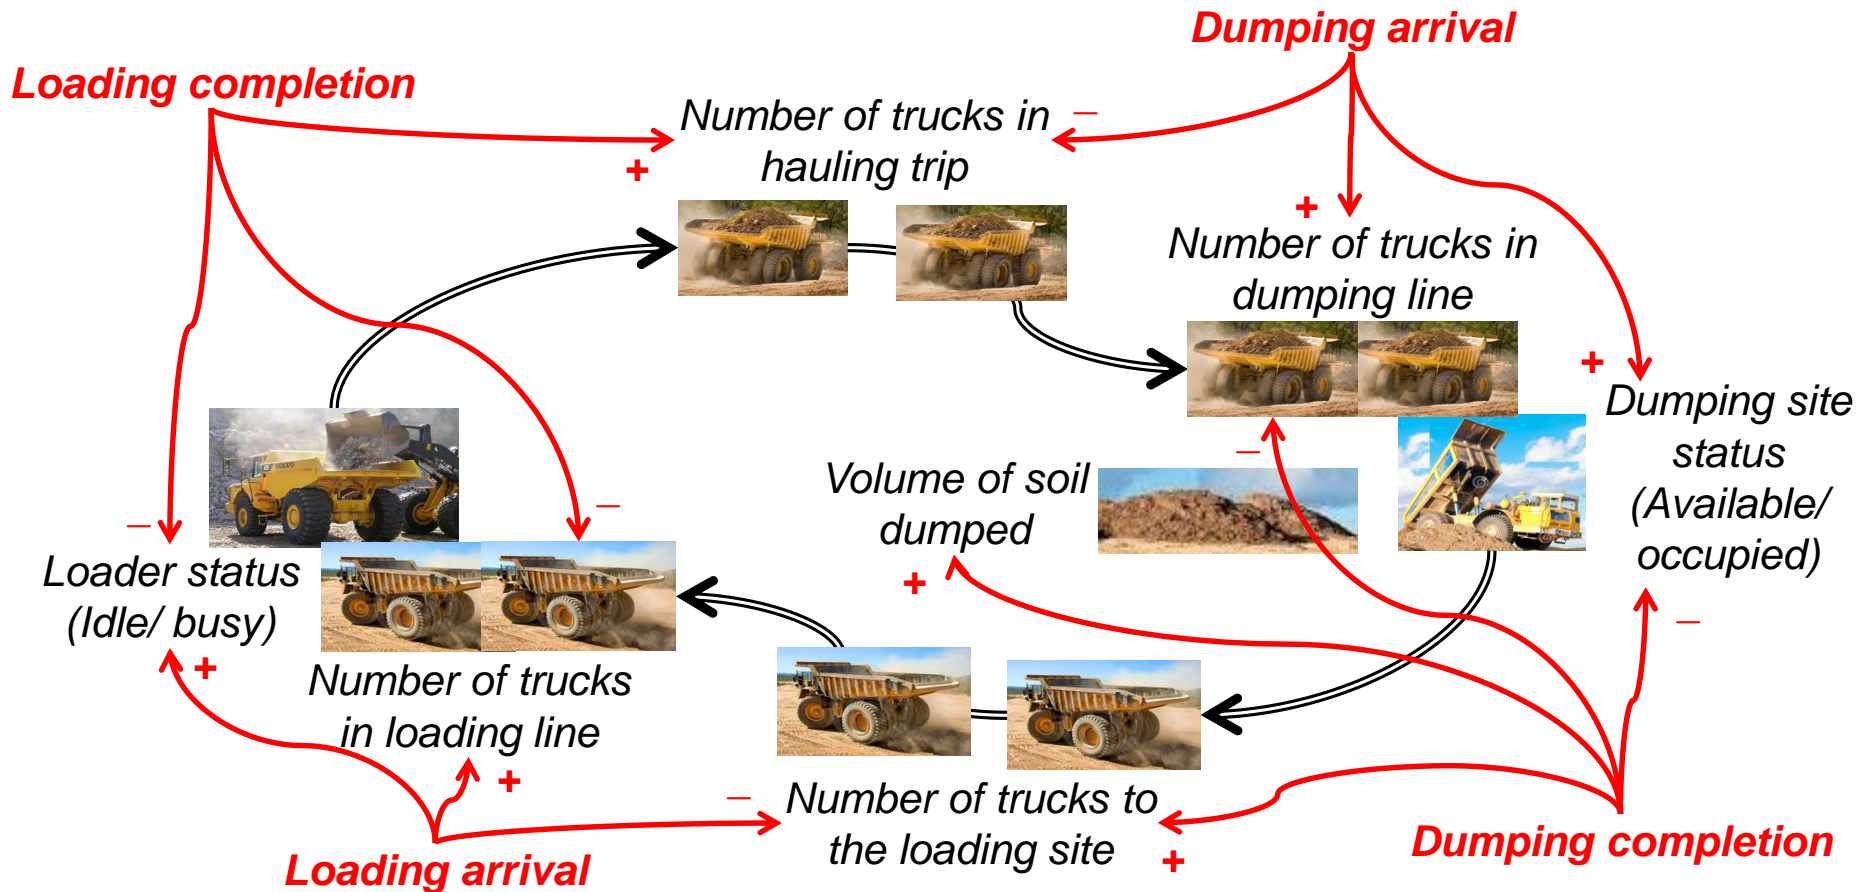 Dumping arrival
Loading completion
Number of trucks in −
hauling trip
+
+
Number of trucks in
dumping line
+
Dumping site
status
(Available/
occupied)
−
Volume of soil
dumped
+
−
−
−
Loader status
(Idle/ busy)
+
Number of trucks
in loading line
+
−
Number of trucks to
the loading site
+
Dumping completion
Loading arrival
VOLVO